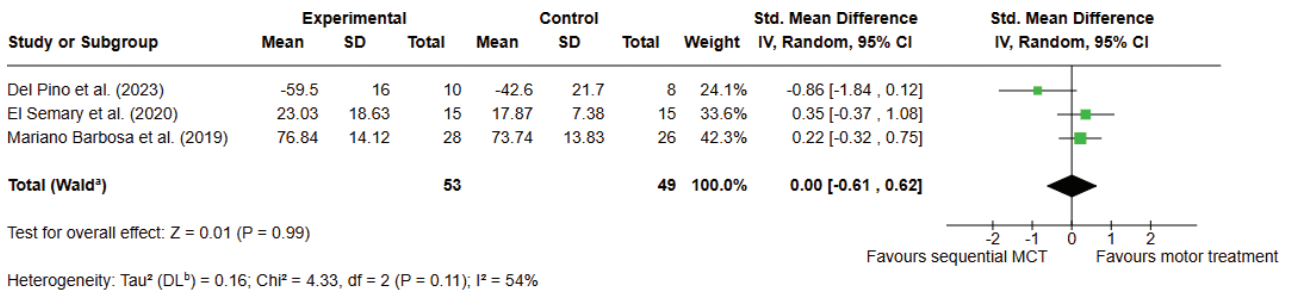 Experimental Control Std. Mean Difference Std. Mean Difference
Study or Subgroup Mean SD Total Mean SD Total Weight IV, Random, 95% CI IV, Random, 95% CI
Del Pino et al. (2023) -59.5 16 10 -42.6 21.7 8 24.1% -0.86 [-1.84 , 0.12]
El Semary et al. (2020) 23.03 18.63 15 17.87 7.38 15 33.6% 0.35 [-0.37 , 1.08]
Mariano Barbosa et al. (2019) 76.84 14.12 28 73.74 13.83 26 42.3% 0.22 [-0.32 , 0.75]
Total (Waldᵃ) 53 49 100.0% 0.00 [-0.61 , 0.62]
Test for overall effect: Z = 0.01 (P = 0.99)
-2 -1 0 1 2
Favours sequential MCT Favours motor treatment
Heterogeneity: Tau² (DLᵇ) = 0.16; Chi² = 4.33, df = 2 (P = 0.11); I² = 54%